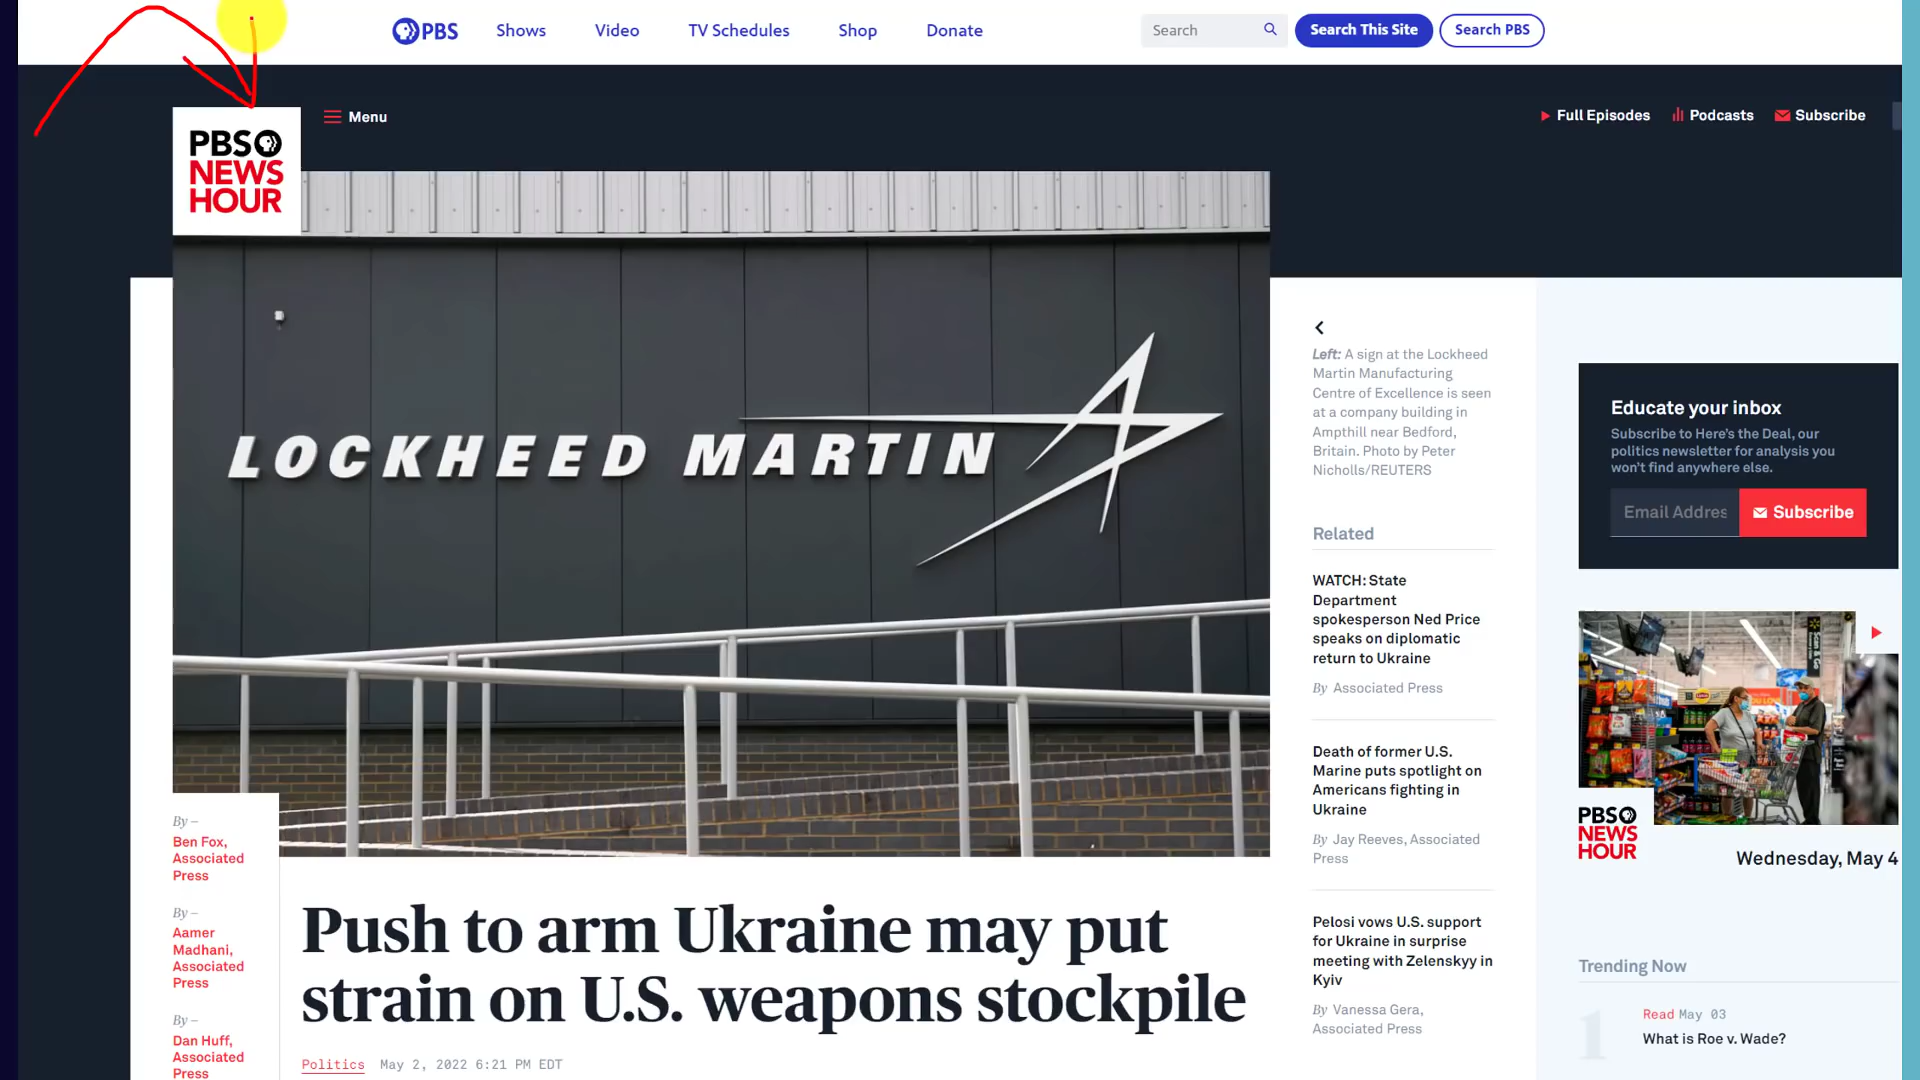 PBS
Shows
Video
TV Schedules
Shop
Donate
Search
Search This Site
Search PBS
PBS
NEWS
HOUR
Menu
Full Episodes
Podcasts
Subscribe
LOCKHEED MARTIN
Left: A sign at the Lockheed
Martin Manufacturing
Centre of Excellence is seen
at a company building in
Ampthill near Bedford,
Britain. Photo by Peter
Nicholls/REUTERS
Related
WATCH: State
Department
spokesperson Ned Price
speaks on diplomatic
return to Ukraine
By Associated Press
Death of former U.S.
Marine puts spotlight on
Americans fighting in
Ukraine
By Jay Reeves, Associated
Press
Pelosi vows U.S. support
for Ukraine in surprise
meeting with Zelenskyy in
Kyiv
By Vanessa Gera,
Associated Press
Educate your inbox
Subscribe to Here's the Deal, our
politics newsletter for analysis you
won't find anywhere else.
Email Addres
Subscribe
PBS
NEWS
HOUR
Wednesday, May 4
Trending Now
1
Read May 03
What is Roe v. Wade?
By —
Ben Fox,
Associated
Press
By —
Aamer
Madhani,
Associated
Press
By —
Dan Huff,
Associated
Press
Push to arm Ukraine may put
strain on U.S. weapons stockpile
Politics May 2, 2022 6:21 PM EDT